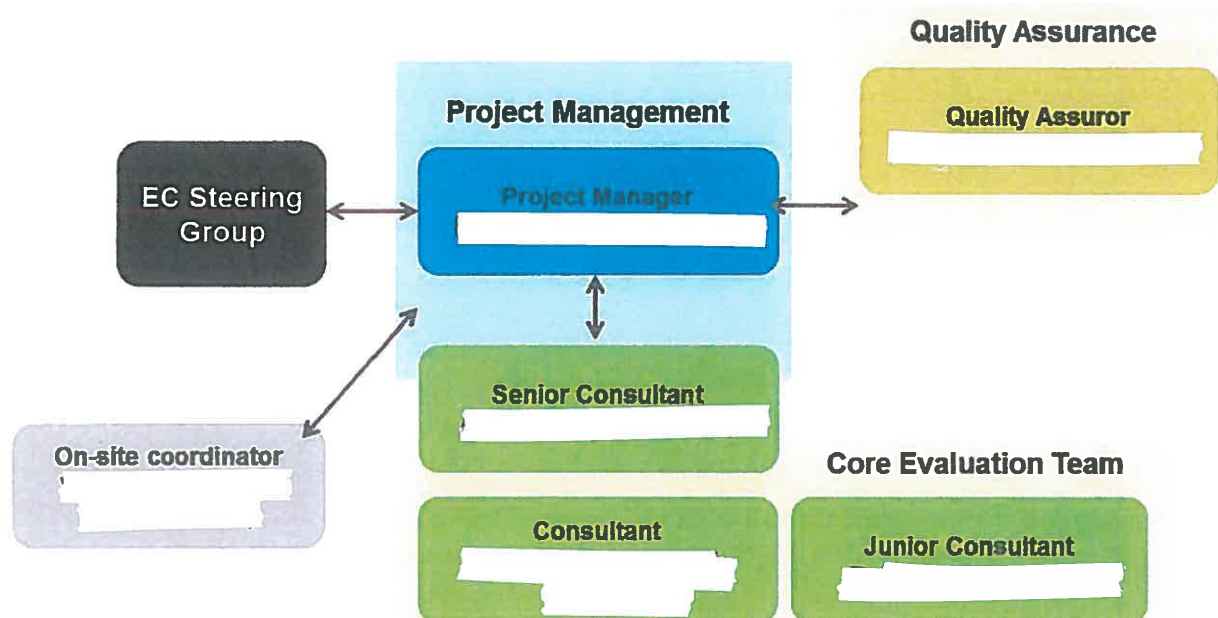 Quality Assurance
Quality Assuror
Project Management
Project Manager
EC Steering
Group
Senior Consultant
On-site coordinator
Core Evaluation Team
Consultant
Junior Consultant